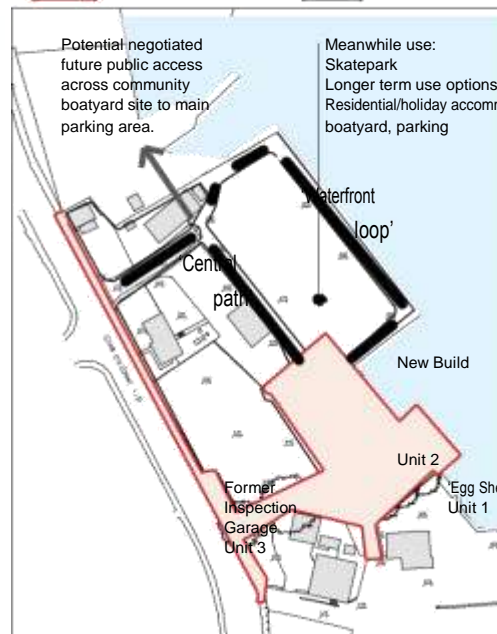 Potential negotiated
future public access
across community
boatyard site to main
parking area.
Meanwhile use:
Skatepark
Longer term use options
Residential/holiday accomm
boatyard, parking
'Waterfront
loop'
'Central
path'
New Build
Unit 2
'Egg She
Unit 1
Former
Inspection
Garage
Unit 3